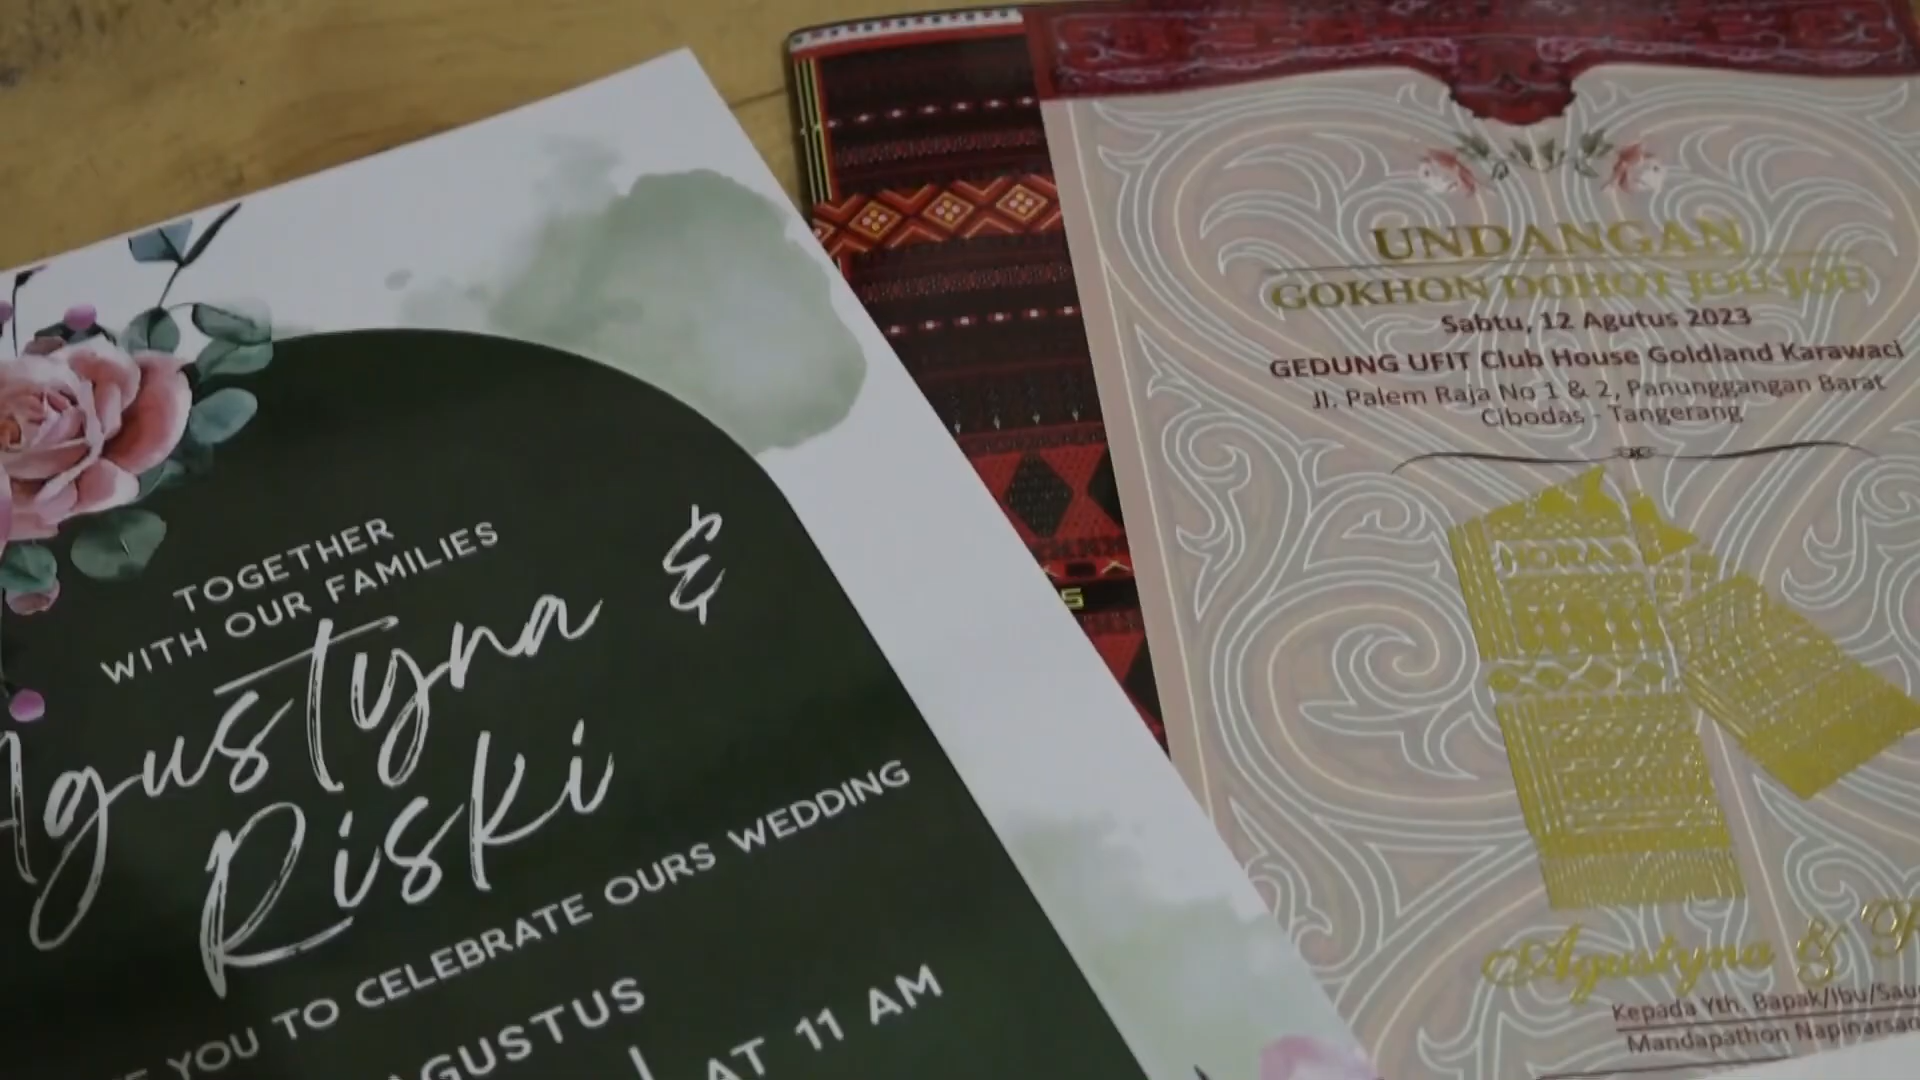 TOGETHER
WITH OUR FAMILIES
Agustyna &
Riski
YOU TO CELEBRATE OURS WEDDING
AGUSTUS
AT 11 AM
UNDANGAN
GOKHON DOHOT JOU-JOU
Sabtu, 12 Agutus 2023
GEDUNG UFIT Club House Goldland Karawaci
Jl. Palem Raja No 1 & 2, Panunggangan Barat
Cibodas - Tangerang
HORAS
Agustyna &
Kepada Yth. Bapak/Ibu/
Mandapathon